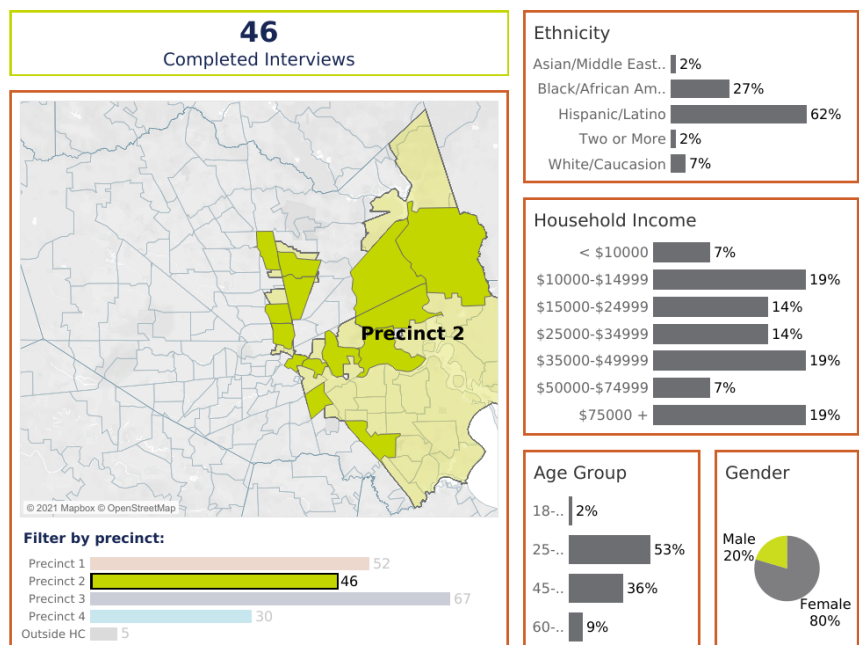 46
Completed Interviews
Precinct 2
© 2021 Mapbox © OpenStreetMap
Filter by precinct:
Precinct 1 52
Precinct 2 46
Precinct 3 67
Precinct 4 30
Outside HC 5
Ethnicity
Asian/Middle East.. 2%
Black/African Am.. 27%
Hispanic/Latino 62%
Two or More 2%
White/Caucasion 7%
Household Income
< $10000 7%
$10000-$14999 19%
$15000-$24999 14%
$25000-$34999 14%
$35000-$49999 19%
$50000-$74999 7%
$75000 + 19%
Age Group
18-.. 2%
25-.. 53%
45-.. 36%
60-.. 9%
Gender
Male
20%
Female
80%